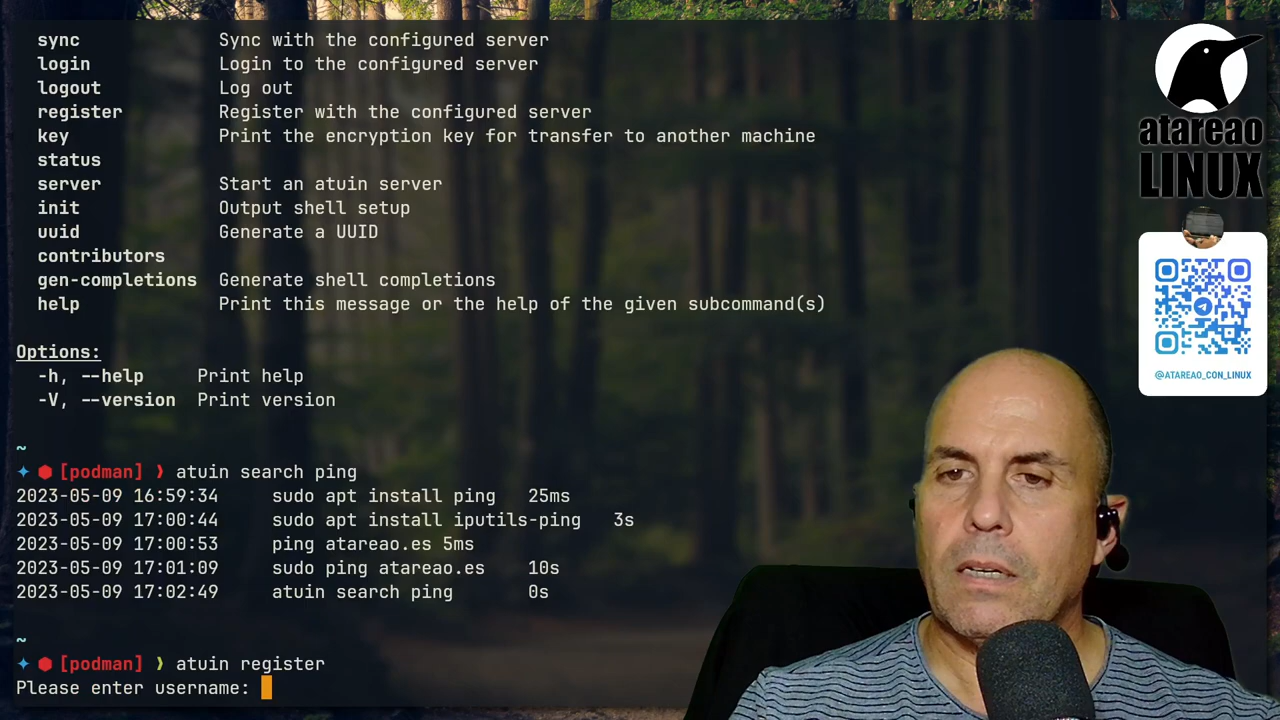 sync Sync with the configured server
login Login to the configured server
logout Log out
register Register with the configured server
key Print the encryption key for transfer to another machine
status
server Start an atuin server
init Output shell setup
uuid Generate a UUID
contributors
gen-completions Generate shell completions
help Print this message or the help of the given subcommand(s)
Options:
-h, --help Print help
-V, --version Print version
~
[podman] ❯ atuin search ping
2023-05-09 16:59:34 sudo apt install ping 25ms
2023-05-09 17:00:44 sudo apt install iputils-ping 3s
2023-05-09 17:00:53 ping atareao.es 5ms
2023-05-09 17:01:09 sudo ping atareao.es 10s
2023-05-09 17:02:49 atuin search ping 0s
~
[podman] ❯ atuin register
Please enter username:
atareao
LINUX
@ATAREAO_CON_LINUX